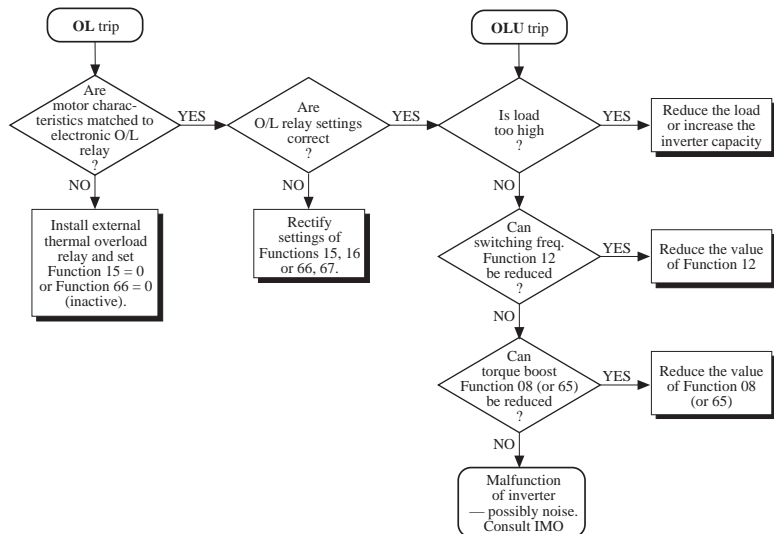 OL trip
OLU trip
Are
motor charac-
teristics matched to
electronic O/L
relay
?
YES
NO
Are
O/L relay settings
correct
?
YES
NO
Is load
too high
?
YES
NO
Reduce the load
or increase the
inverter capacity
Install external
thermal overload
relay and set
Function 15 = 0
or Function 66 = 0
(inactive).
Rectify
settings of
Functions 15, 16
or 66, 67.
Can
switching freq.
Function 12
be reduced
?
YES
NO
Reduce the value
of Function 12
Can
torque boost
Function 08 (or 65)
be reduced
?
YES
NO
Reduce the value
of Function 08
(or 65)
Malfunction
of inverter
— possibly noise.
Consult IMO